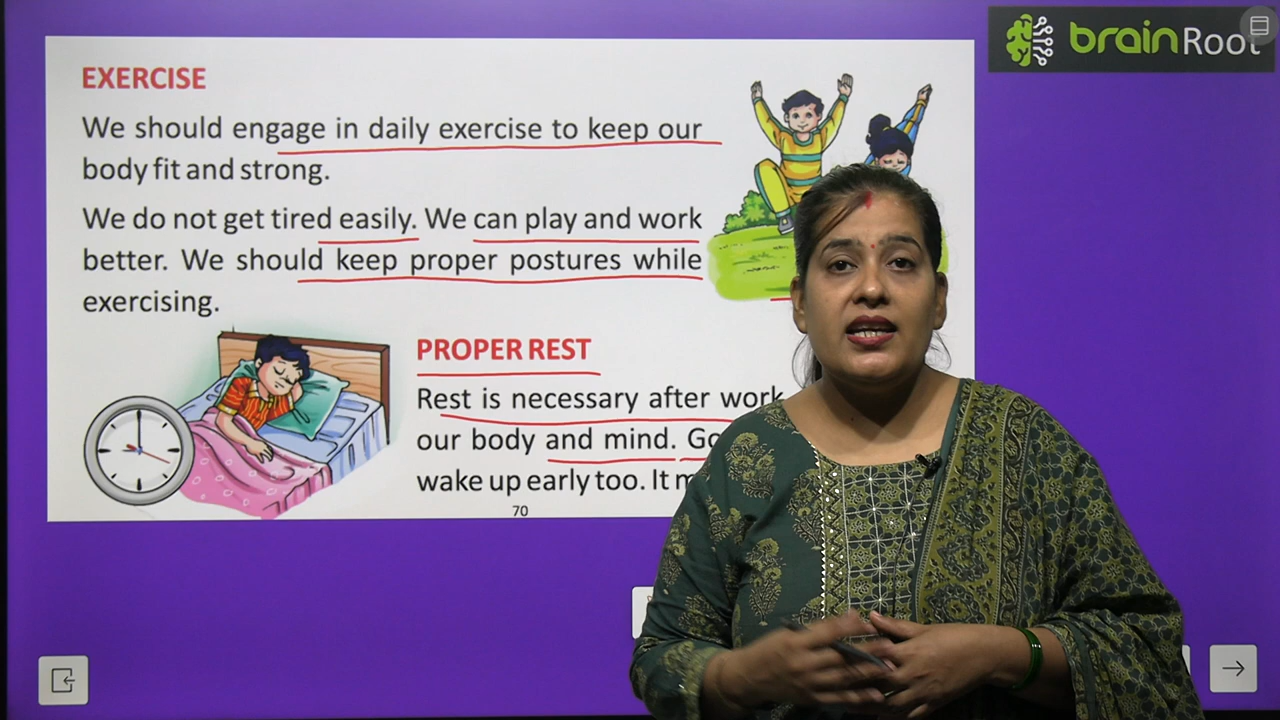 brainRoot
EXERCISE
We should engage in daily exercise to keep our
body fit and strong.
We do not get tired easily. We can play and work
better. We should keep proper postures while
exercising.
PROPER REST
Rest is necessary after work
our body and mind.
wake up early too. It
70